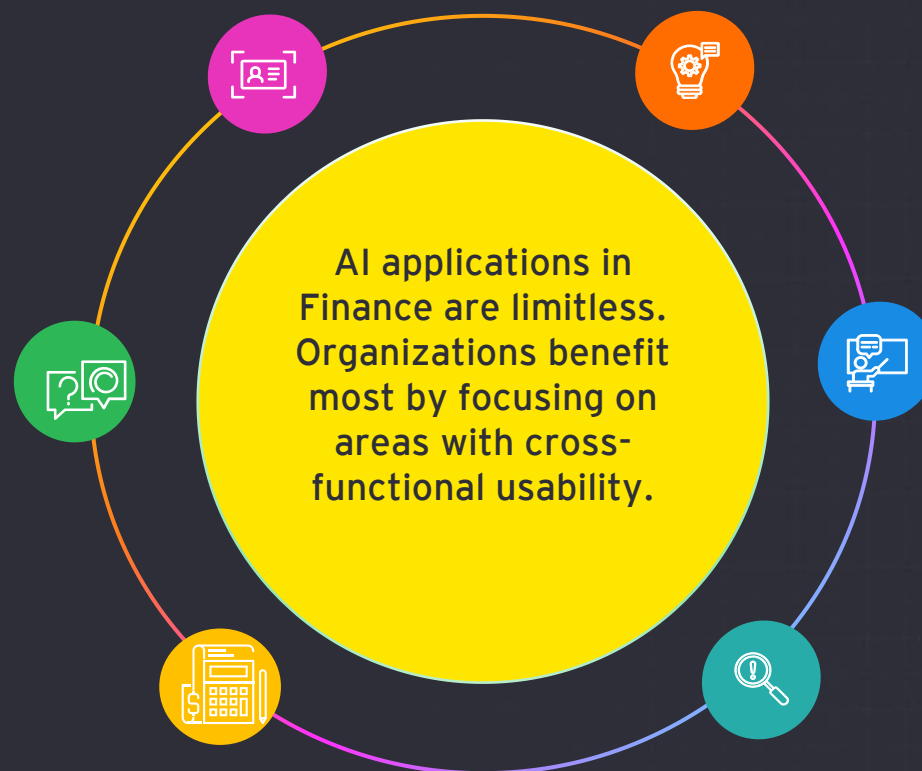 AI applications in
Finance are limitless.
Organizations benefit
most by focusing on
areas with cross-
functional usability.